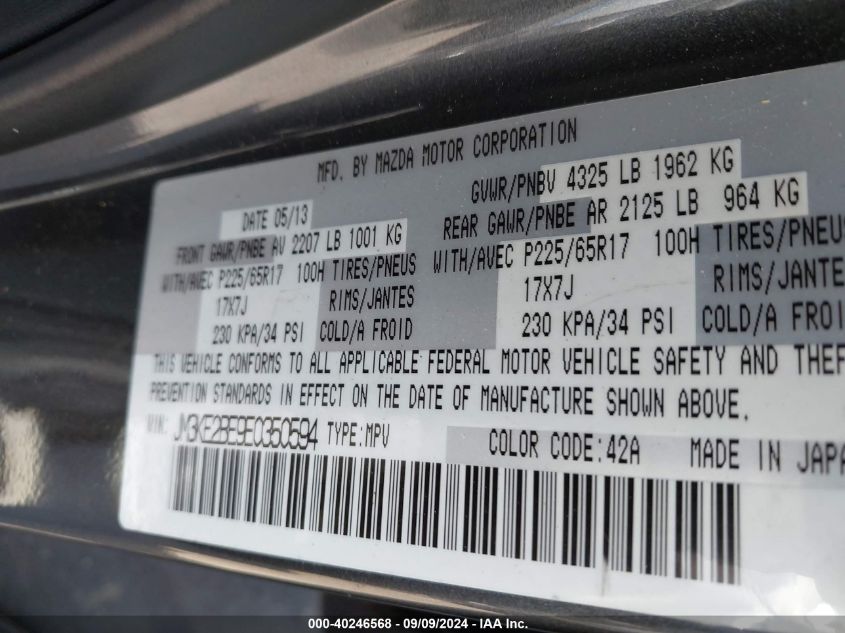 MFD. BY MAZDA MOTOR CORPORATION
DATE 05/13 GVWR/PNBV 4325 LB 1962 KG
FRONT GAWR/PNBE AV 2207 LB 1001 KG REAR GAWR/PNBE AR 2125 LB 964 KG
WITH/AVEC P225/65R17 100H TIRES/PNEUS WITH/AVEC P225/65R17 100H TIRES/PNEUS
17X7J RIMS/JANTES 17X7J RIMS/JANTES
230 KPA/34 PSI COLD/A FROID 230 KPA/34 PSI COLD/A FROI
THIS VEHICLE CONFORMS TO ALL APPLICABLE FEDERAL MOTOR VEHICLE SAFETY AND THEF
PREVENTION STANDARDS IN EFFECT ON THE DATE OF MANUFACTURE SHOWN ABOVE.
VIN: JM3KE2BE9E0350594 TYPE:MPV COLOR CODE:42A MADE IN JAPA
000-40246568 - 09/09/2024 - IAA Inc.